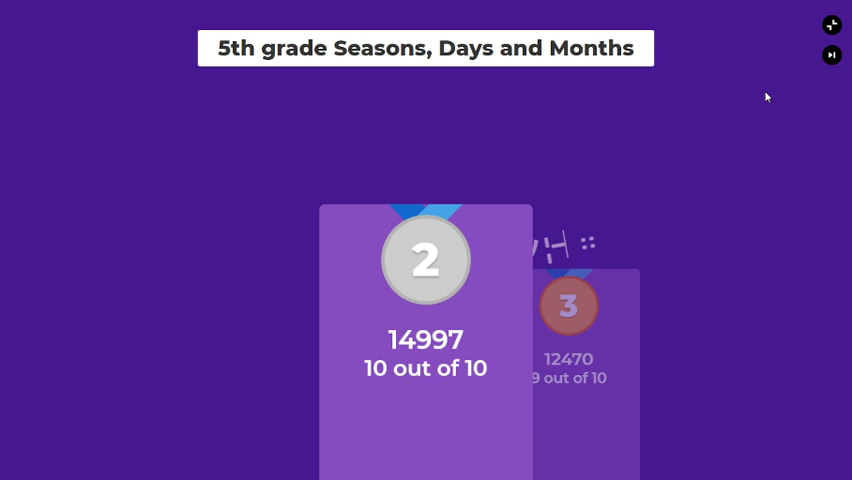 5th grade Seasons, Days and Months
2
14997
10 out of 10
3
12470
9 out of 10